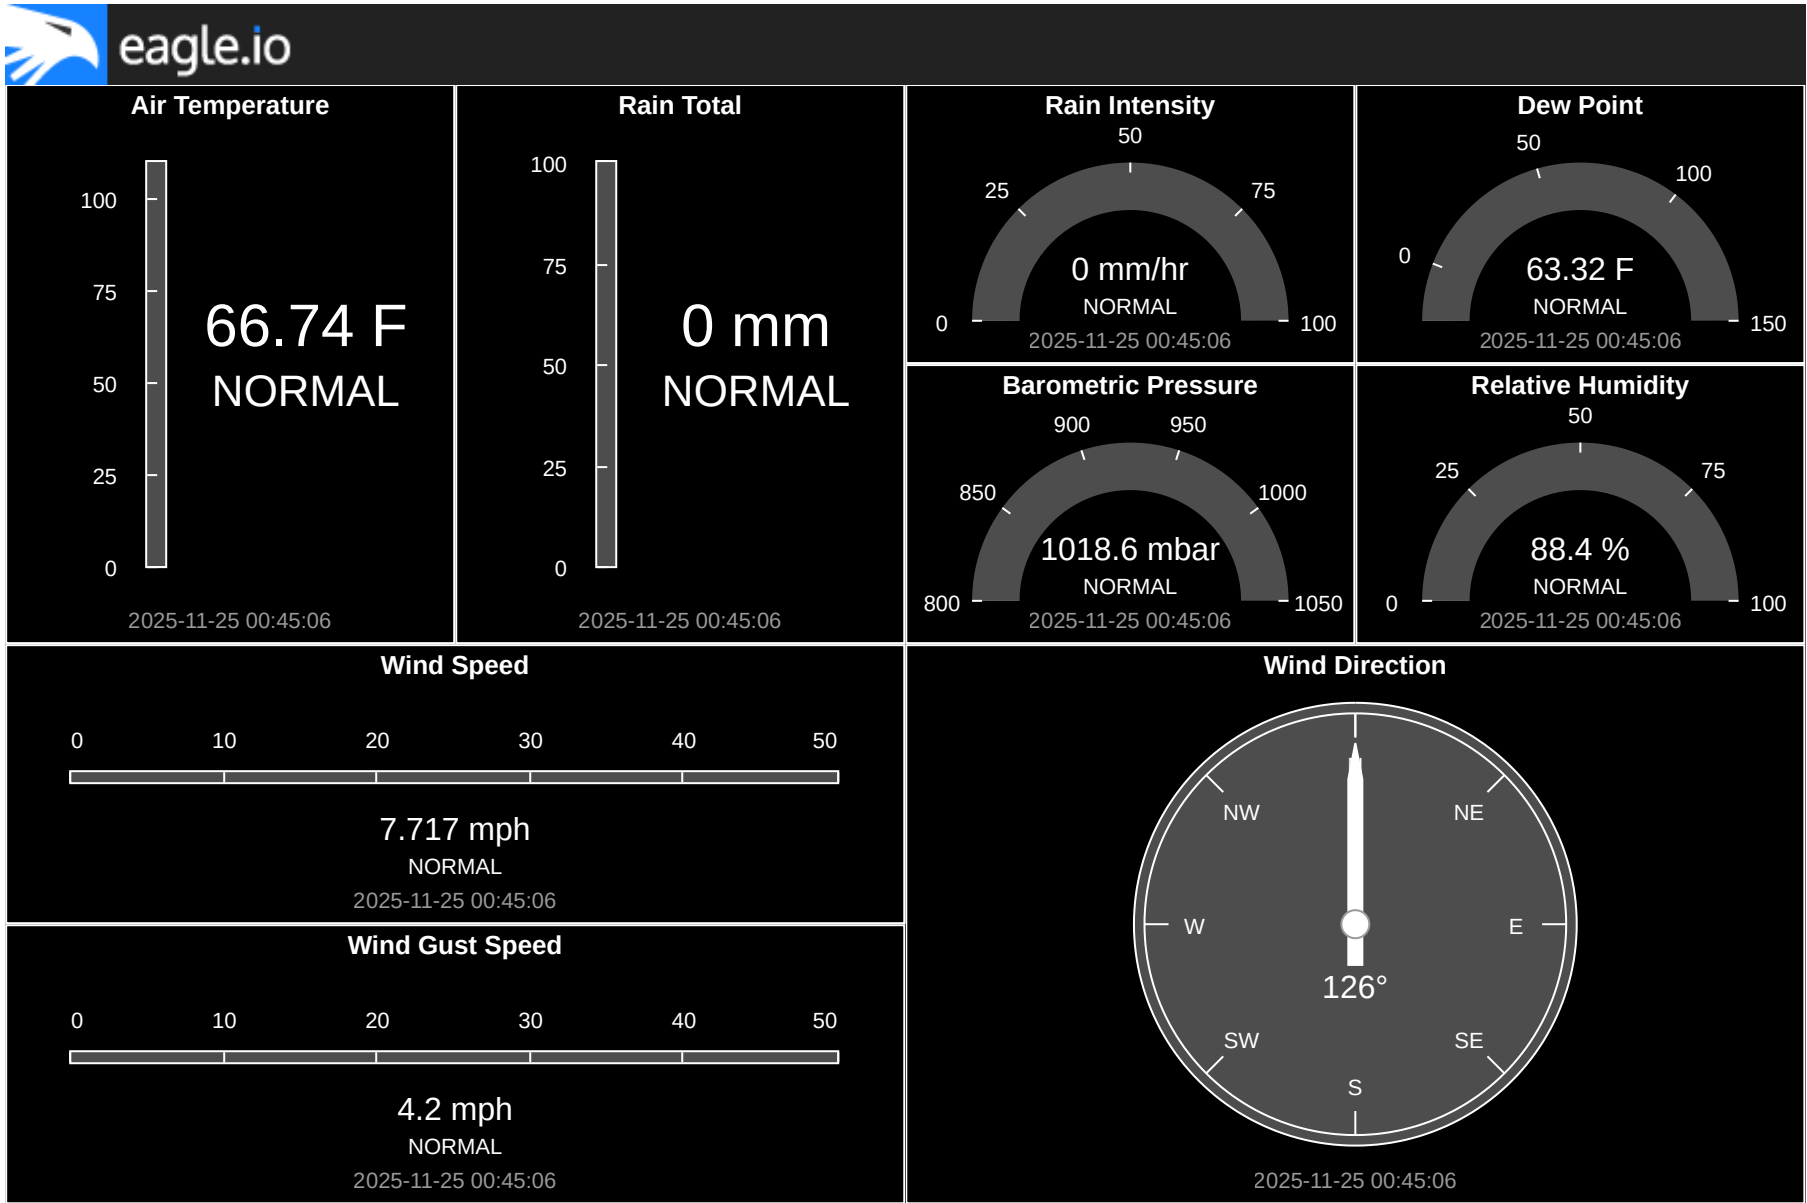 eagle.io
Air Temperature
100
75
50
25
0
66.74 F
NORMAL
2025-11-25 00:45:06
Rain Total
100
75
50
25
0
0 mm
NORMAL
2025-11-25 00:45:06
Rain Intensity
0
25
50
75
100
0 mm/hr
NORMAL
2025-11-25 00:45:06
Dew Point
0
50
100
150
63.32 F
NORMAL
2025-11-25 00:45:06
Barometric Pressure
800
850
900
950
1000
1050
1018.6 mbar
NORMAL
2025-11-25 00:45:06
Relative Humidity
0
25
50
75
100
88.4 %
NORMAL
2025-11-25 00:45:06
Wind Speed
0 10 20 30 40 50
7.717 mph
NORMAL
2025-11-25 00:45:06
Wind Gust Speed
0 10 20 30 40 50
4.2 mph
NORMAL
2025-11-25 00:45:06
Wind Direction
NW NE
W E
126°
SW SE
S
2025-11-25 00:45:06